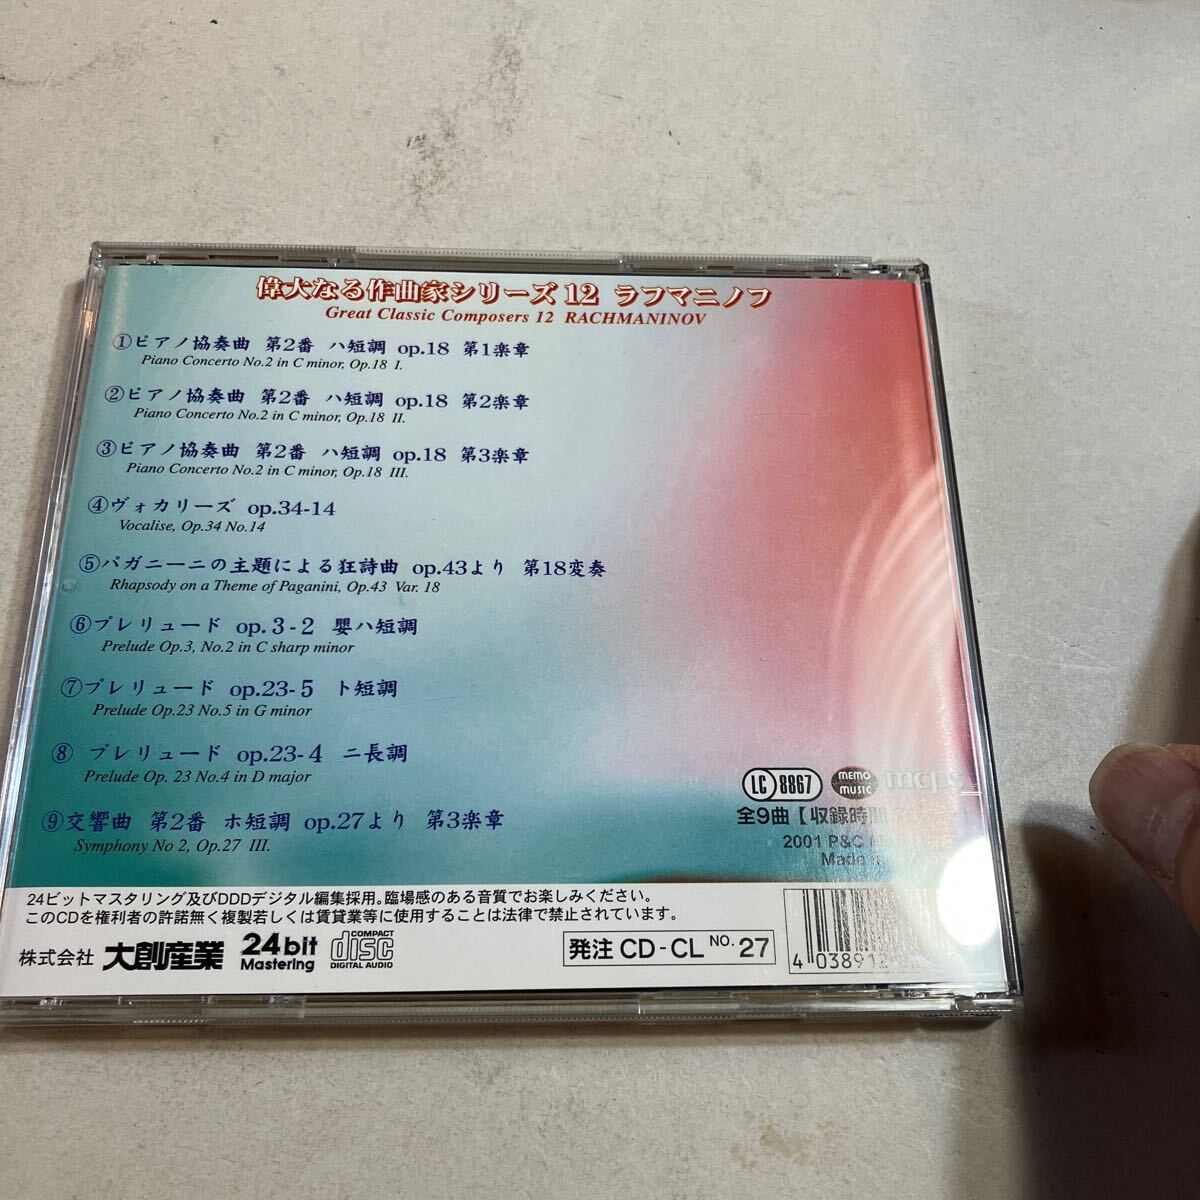 偉大なる作曲家シリーズ12 ラフマニノフ
Great Classic Composers 12 RACHMANINOV
①ピアノ協奏曲 第2番 ハ短調 op.18 第1楽章
Piano Concerto No.2 in C minor, Op.18 I.
②ピアノ協奏曲 第2番 ハ短調 op.18 第2楽章
Piano Concerto No.2 in C minor, Op.18 II.
③ピアノ協奏曲 第2番 ハ短調 op.18 第3楽章
Piano Concerto No.2 in C minor, Op.18 III.
④ヴォカリーズ op.34-14
Vocalise, Op.34 No.14
⑤パガニーニの主題による狂詩曲 op.43より 第18変奏
Rhapsody on a Theme of Paganini, Op.43 Var. 18
⑥プレリュード op.3-2 嬰ハ短調
Prelude Op.3, No.2 in C sharp minor
⑦プレリュード op.23-5 ト短調
Prelude Op.23 No.5 in G minor
⑧ プレリュード op.23-4 ニ長調
Prelude Op. 23 No.4 in D major
⑨交響曲 第2番 ホ短調 op.27より 第3楽章
Symphony No 2, Op.27 III.
LC 8867 MEMO MUSIC mcps
全9曲【収録時間
2001 P&C
Made
24ビットマスタリング及びDDDデジタル編集採用。臨場感のある音質でお楽しみください。
このCDを権利者の許諾無く複製若しくは賃貸業等に使用することは法律で禁止されています。
株式会社 大創産業 24bit Mastering COMPACT disc DIGITAL AUDIO
発注 CD-CL NO. 27
4 038912